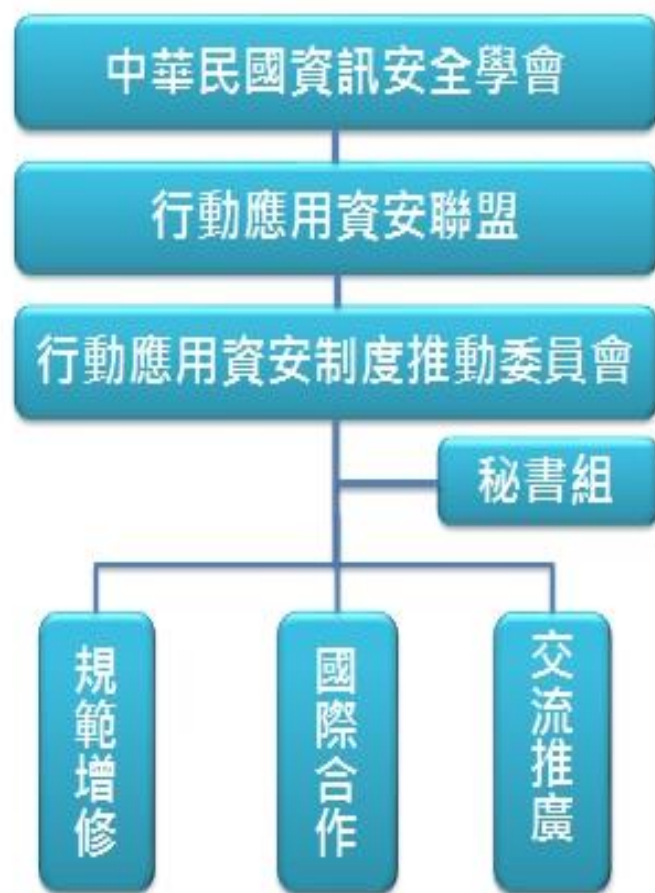 中華民國資訊安全學會
行動應用資安聯盟
行動應用資安制度推動委員會
秘書組
規範增修
國際合作
交流推廣